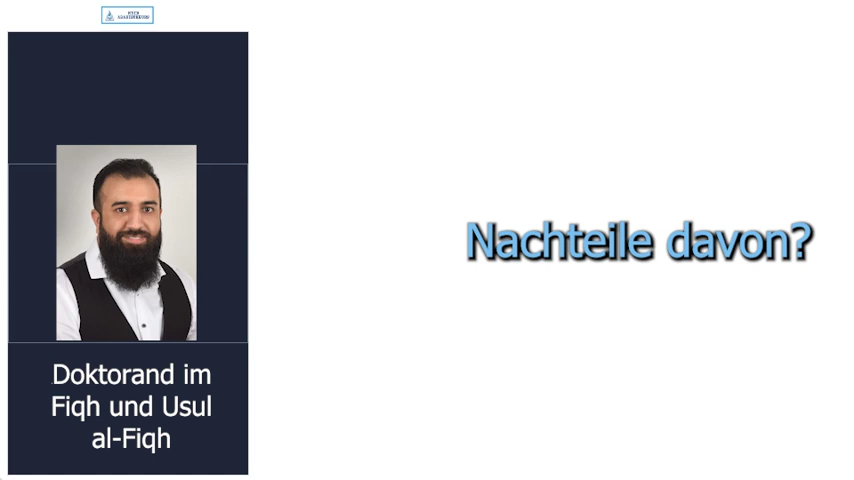 Doktorand im
Fiqh und Usul
al-Fiqh
Nachteile davon?